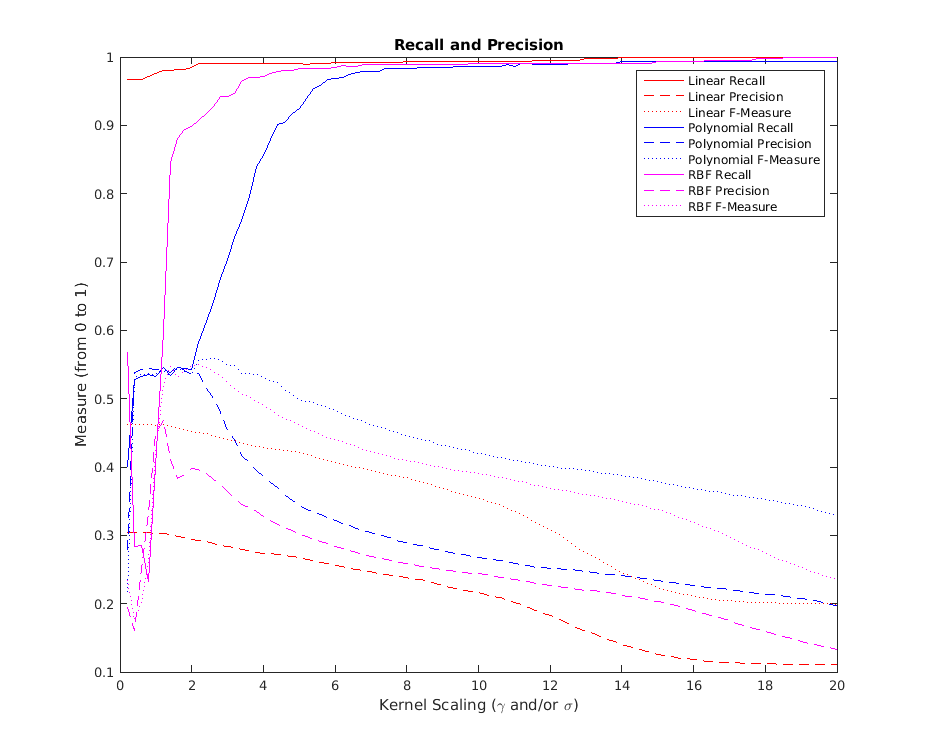 Recall and Precision
Measure (from 0 to 1)
1
0.9
0.8
0.7
0.6
0.5
0.4
0.3
0.2
0.1
Linear Recall
Linear Precision
Linear F-Measure
Polynomial Recall
Polynomial Precision
Polynomial F-Measure
RBF Recall
RBF Precision
RBF F-Measure
0 2 4 6 8 10 12 14 16 18 20
Kernel Scaling (γ and/or σ)